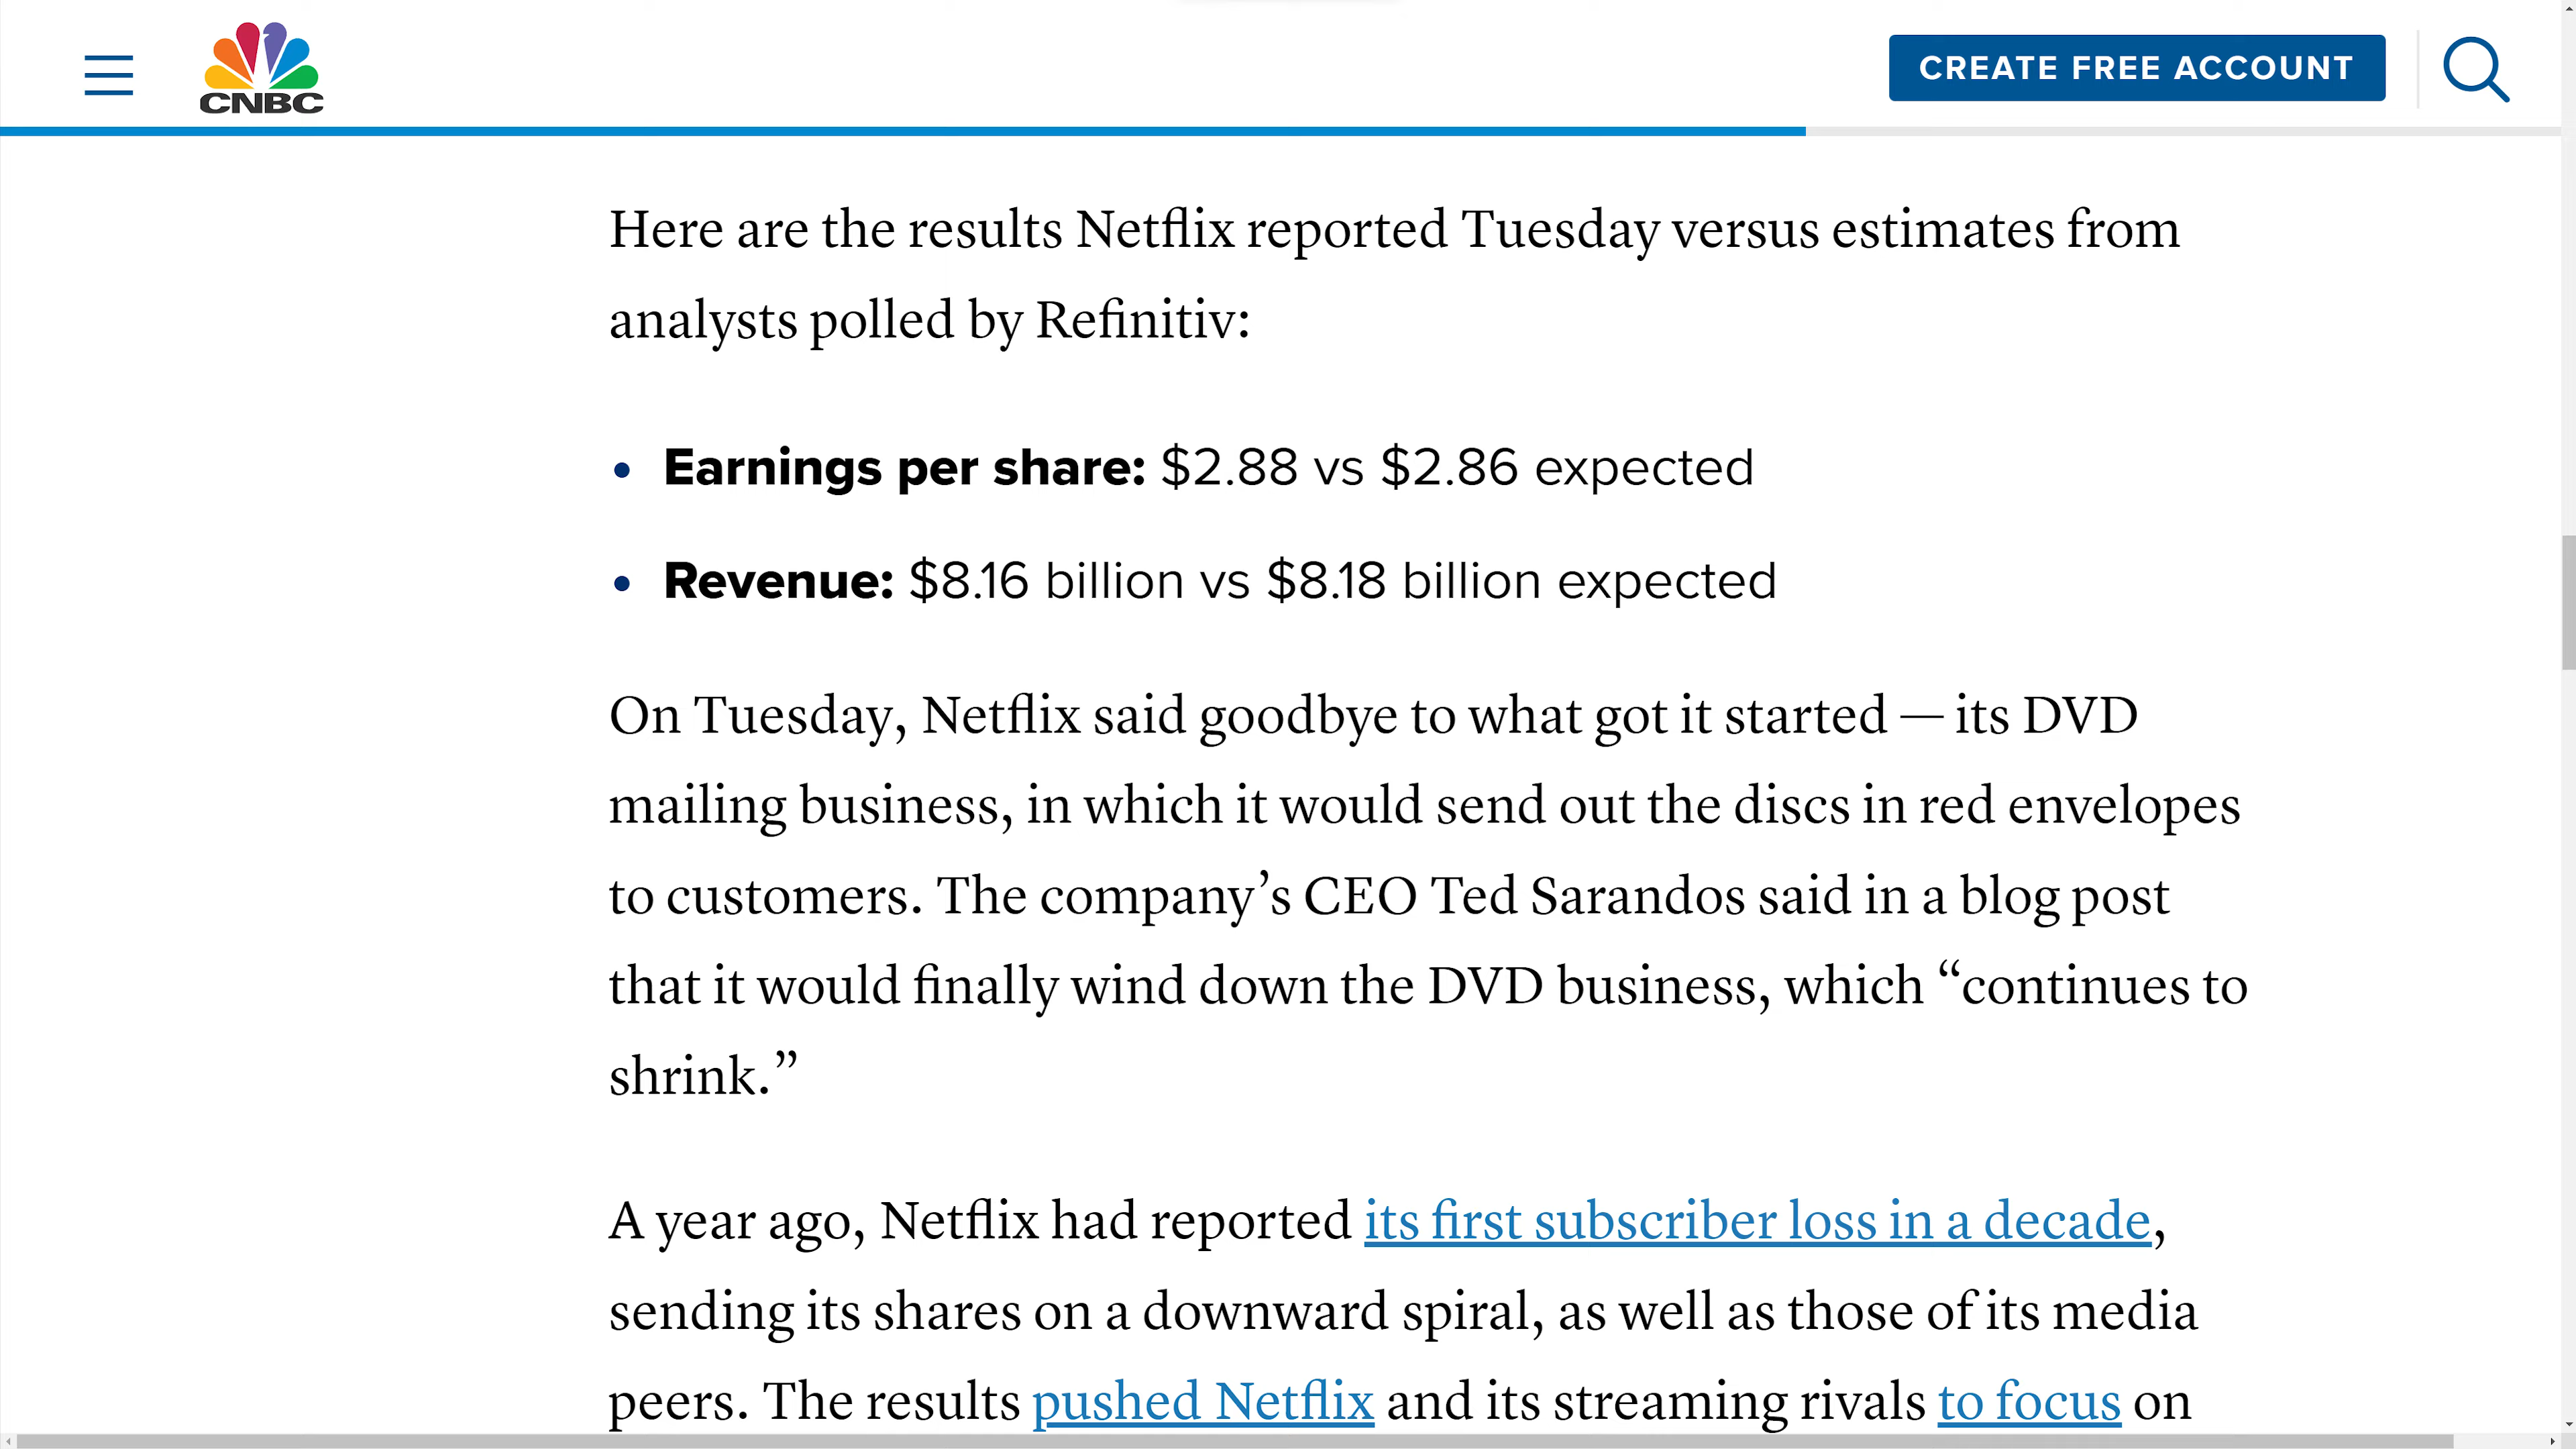 CNBC
CREATE FREE ACCOUNT
Here are the results Netflix reported Tuesday versus estimates from
analysts polled by Refinitiv:
• Earnings per share: $2.88 vs $2.86 expected
• Revenue: $8.16 billion vs $8.18 billion expected
On Tuesday, Netflix said goodbye to what got it started — its DVD
mailing business, in which it would send out the discs in red envelopes
to customers. The company’s CEO Ted Sarandos said in a blog post
that it would finally wind down the DVD business, which “continues to
shrink.”
A year ago, Netflix had reported its first subscriber loss in a decade,
sending its shares on a downward spiral, as well as those of its media
peers. The results pushed Netflix and its streaming rivals to focus on